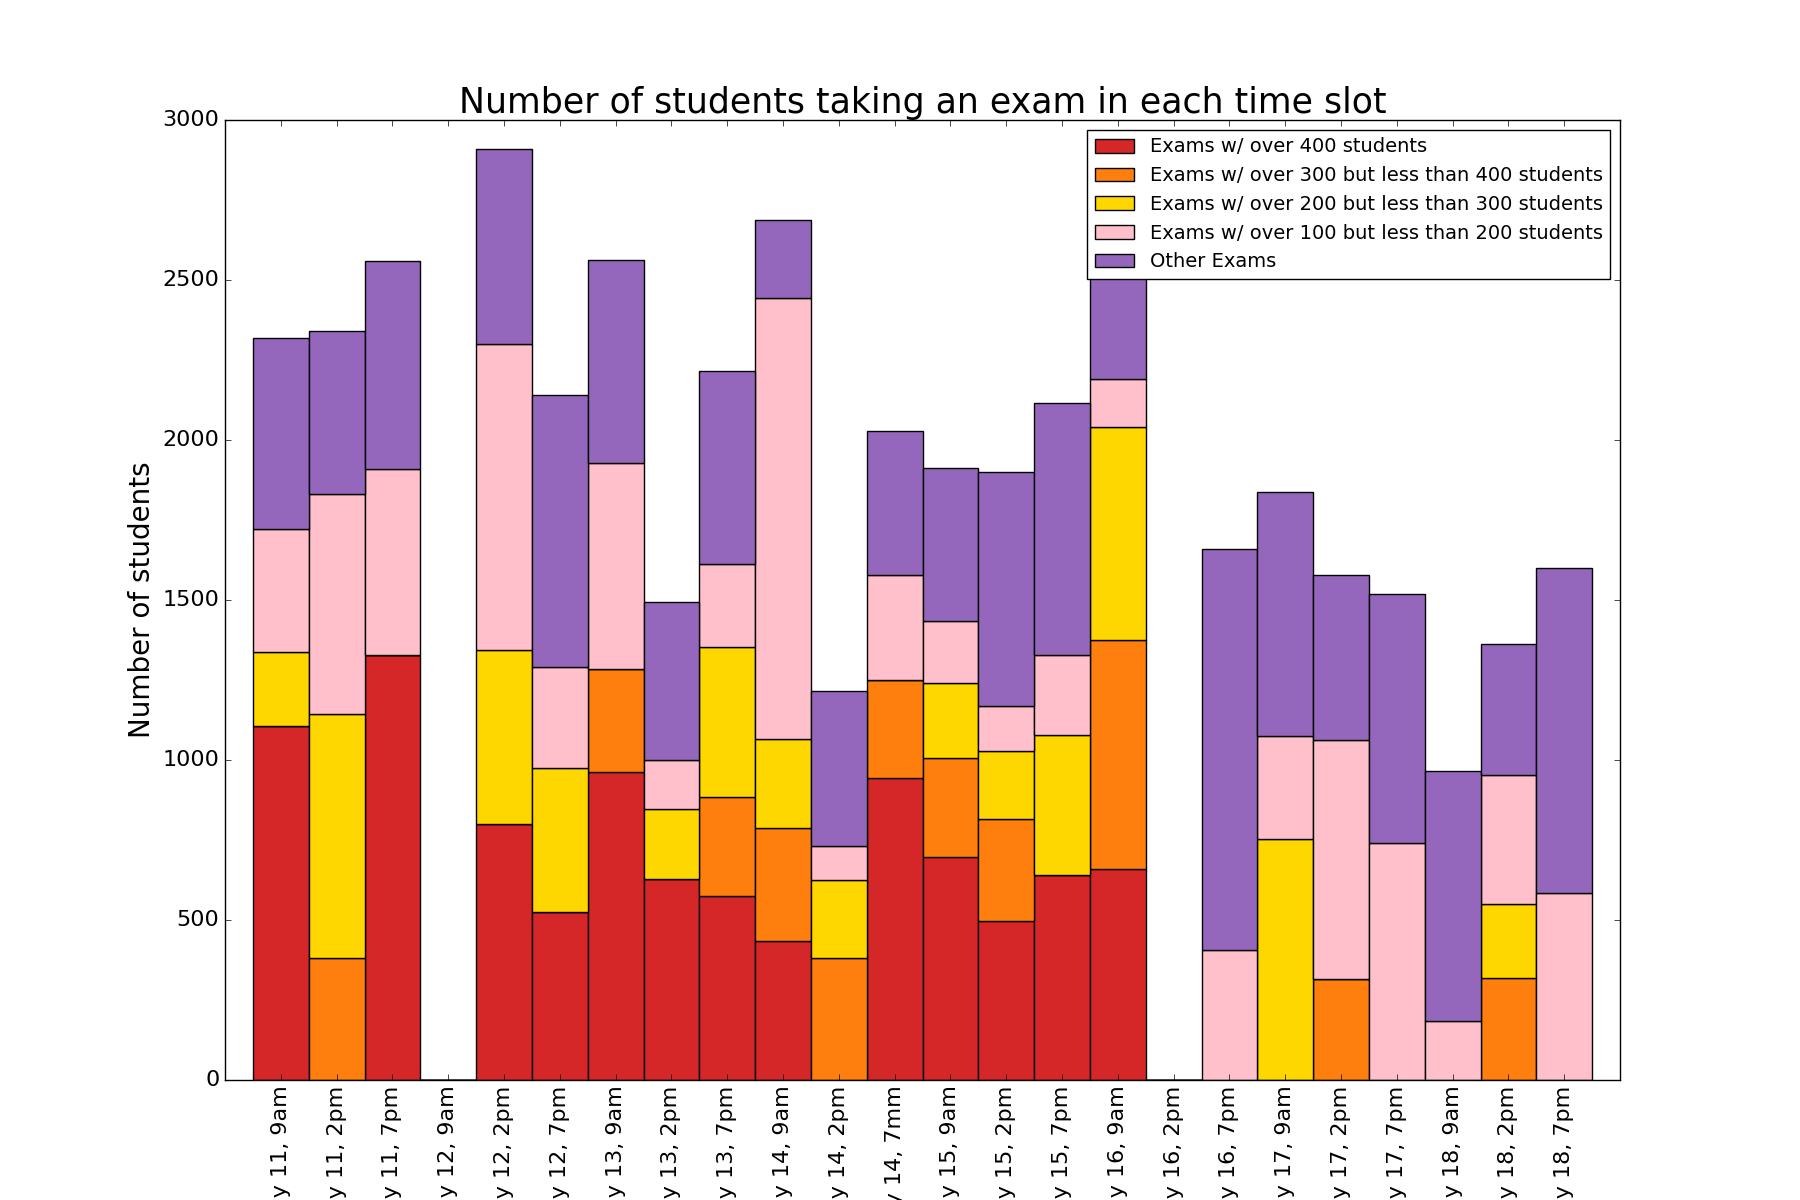 Number of students taking an exam in each time slot
Number of students
3000
2500
2000
1500
1000
500
0
Exams w/ over 400 students
Exams w/ over 300 but less than 400 students
Exams w/ over 200 but less than 300 students
Exams w/ over 100 but less than 200 students
Other Exams
y 11, 9am
y 11, 2pm
y 11, 7pm
y 12, 9am
y 12, 2pm
y 12, 7pm
y 13, 9am
y 13, 2pm
y 13, 7pm
y 14, 9am
y 14, 2pm
y 14, 7mm
y 15, 9am
y 15, 2pm
y 15, 7pm
y 16, 9am
y 16, 2pm
y 16, 7pm
y 17, 9am
y 17, 2pm
y 17, 7pm
y 18, 9am
y 18, 2pm
y 18, 7pm